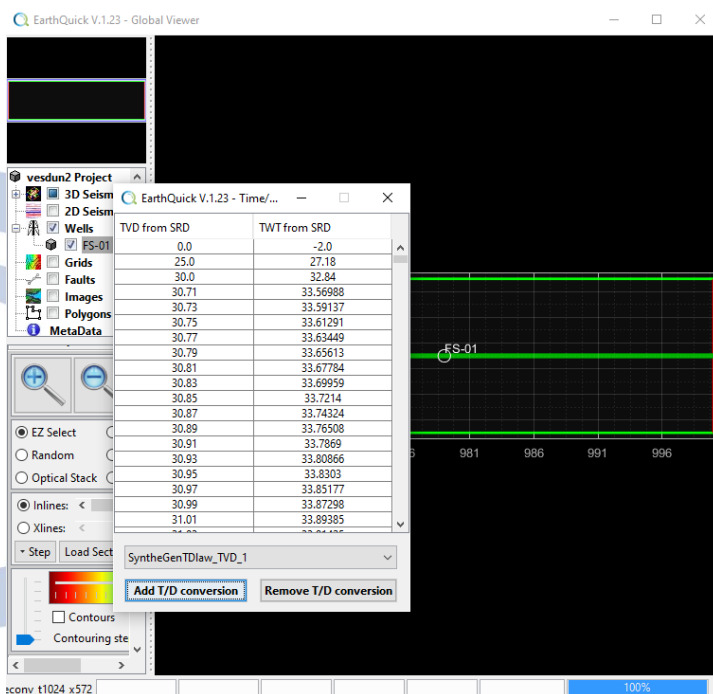 EarthQuick V.1.23 - Global Viewer
vesdun2 Project
3D Seism
2D Seism
Wells
FS-01
Grids
Faults
Images
Polygons
MetaData
EZ Select
Random
Optical Stack
Inlines:
Xlines:
Step
Load Sect
Contours
Contouring ste
EarthQuick V.1.23 - Time/...
TVD from SRD TWT from SRD
0.0 -2.0
25.0 27.18
30.0 32.84
30.71 33.56988
30.73 33.59137
30.75 33.61291
30.77 33.63449
30.79 33.65613
30.81 33.67784
30.83 33.69959
30.85 33.7214
30.87 33.74324
30.89 33.76508
30.91 33.7869
30.93 33.80866
30.95 33.8303
30.97 33.85177
30.99 33.87298
31.01 33.89385
SyntheGenTDlaw_TVD_1
Add T/D conversion Remove T/D conversion
FS-01
981 986 991 996
econv t1024 x572
100%